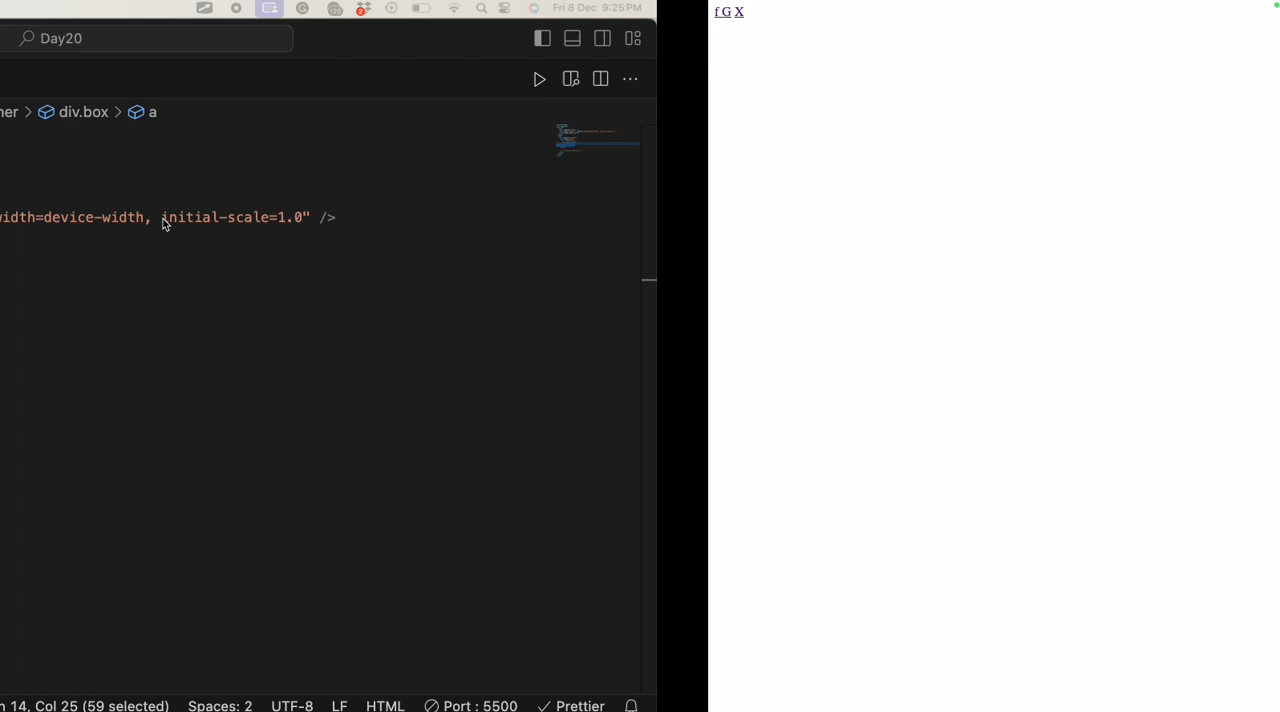 Fri 8 Dec 9:25 PM
f G X
Day20
ner > div.box > a
width=device-width, initial-scale=1.0" />
n 14, Col 25 (59 selected) Spaces: 2 UTF-8 LF HTML Port : 5500 Prettier